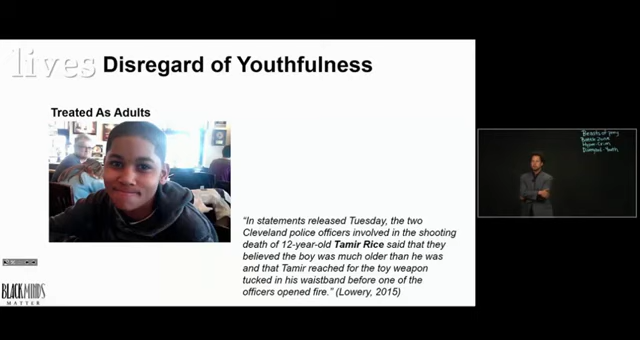 lives
Disregard of Youthfulness
Treated As Adults
“In statements released Tuesday, the two
Cleveland police officers involved in the shooting
death of 12-year-old Tamir Rice said that they
believed the boy was much older than he was
and that Tamir reached for the toy weapon
tucked in his waistband before one of the
officers opened fire.” (Lowery, 2015)
BLACK MINDS
MATTER
Beasts of prey